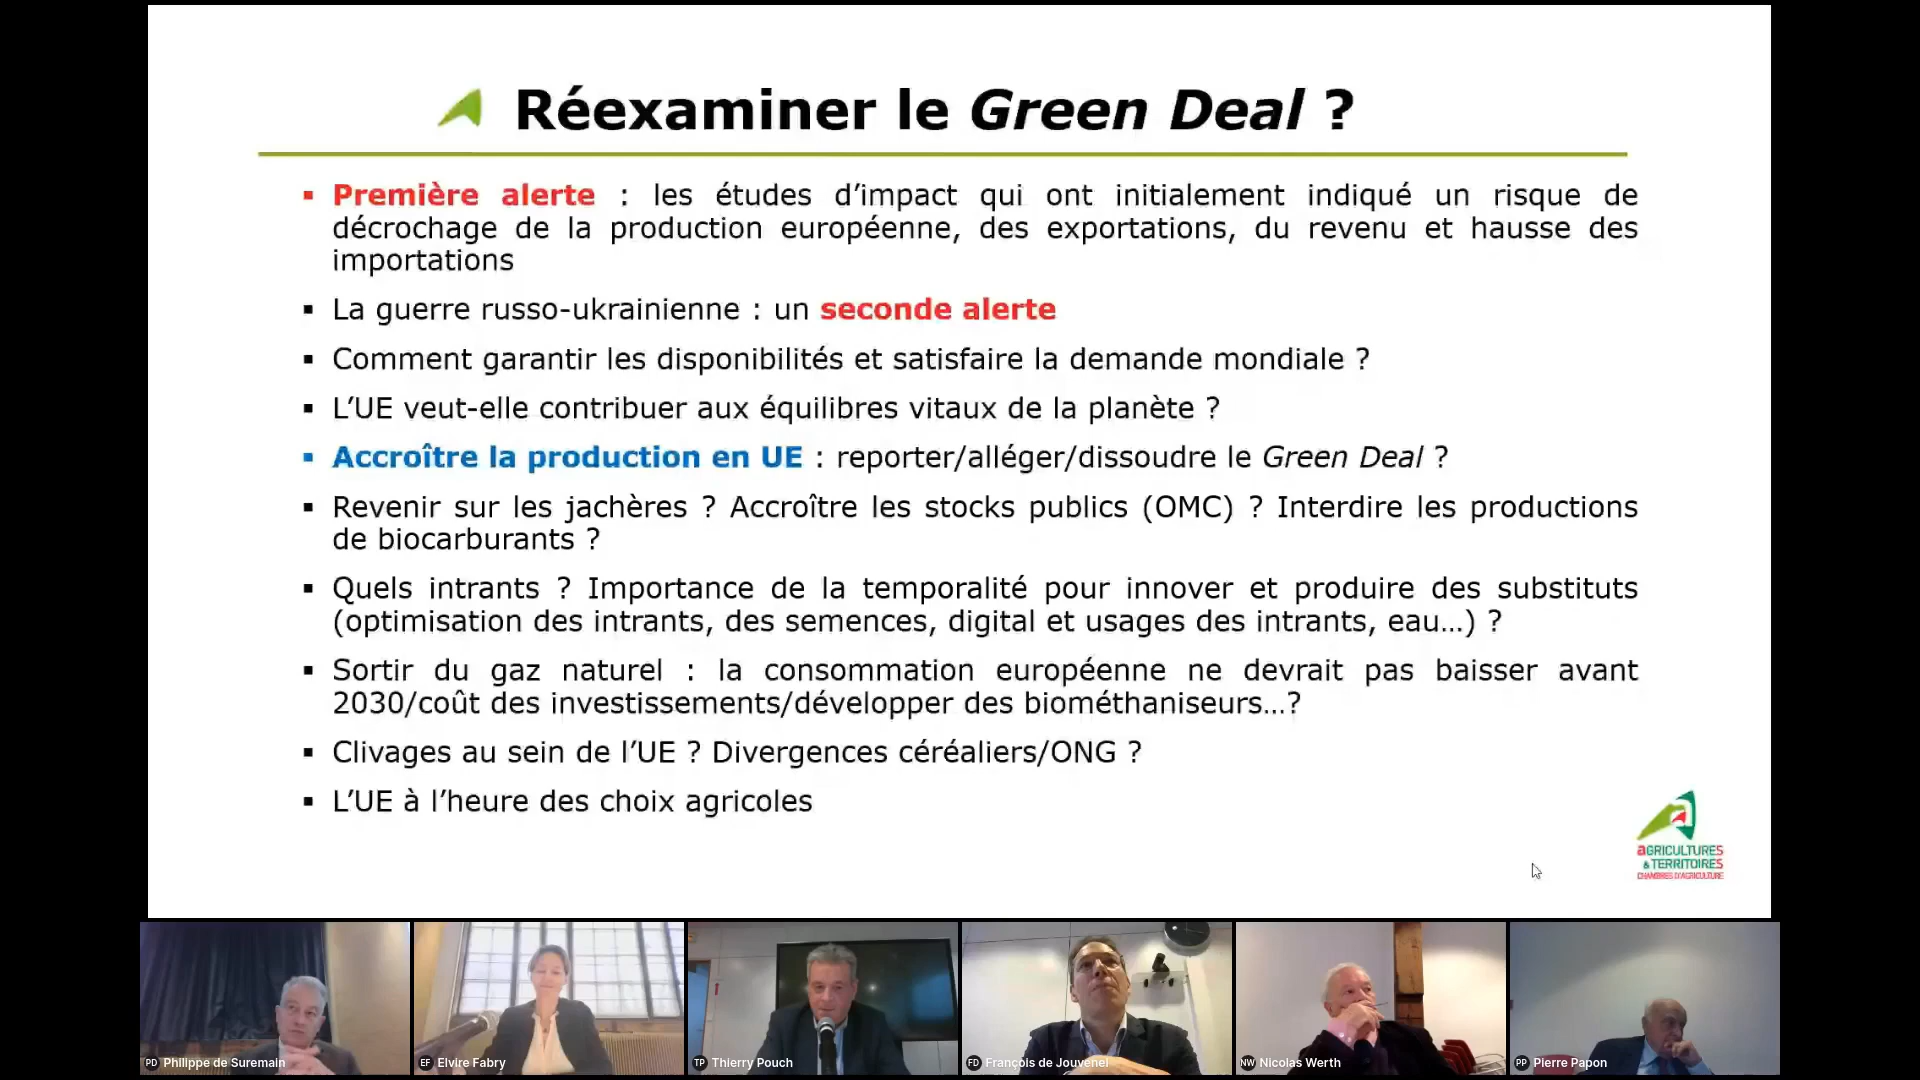 Réexaminer le Green Deal ?
▪ Première alerte : les études d’impact qui ont initialement indiqué un risque de
décrochage de la production européenne, des exportations, du revenu et hausse des
importations
▪ La guerre russo-ukrainienne : un seconde alerte
▪ Comment garantir les disponibilités et satisfaire la demande mondiale ?
▪ L’UE veut-elle contribuer aux équilibres vitaux de la planète ?
▪ Accroître la production en UE : reporter/alléger/dissoudre le Green Deal ?
▪ Revenir sur les jachères ? Accroître les stocks publics (OMC) ? Interdire les productions
de biocarburants ?
▪ Quels intrants ? Importance de la temporalité pour innover et produire des substituts
(optimisation des intrants, des semences, digital et usages des intrants, eau…) ?
▪ Sortir du gaz naturel : la consommation européenne ne devrait pas baisser avant
2030/coût des investissements/développer des biométhaniseurs…?
▪ Clivages au sein de l’UE ? Divergences céréaliers/ONG ?
▪ L’UE à l’heure des choix agricoles
aGRICULTURES
& TERRITOIRES
CHAMBRES D'AGRICULTURE
PD Philippe de Suremain
EF Elvire Fabry
TP Thierry Pouch
FD François de Jouvenel
NW Nicolas Werth
PP Pierre Papon